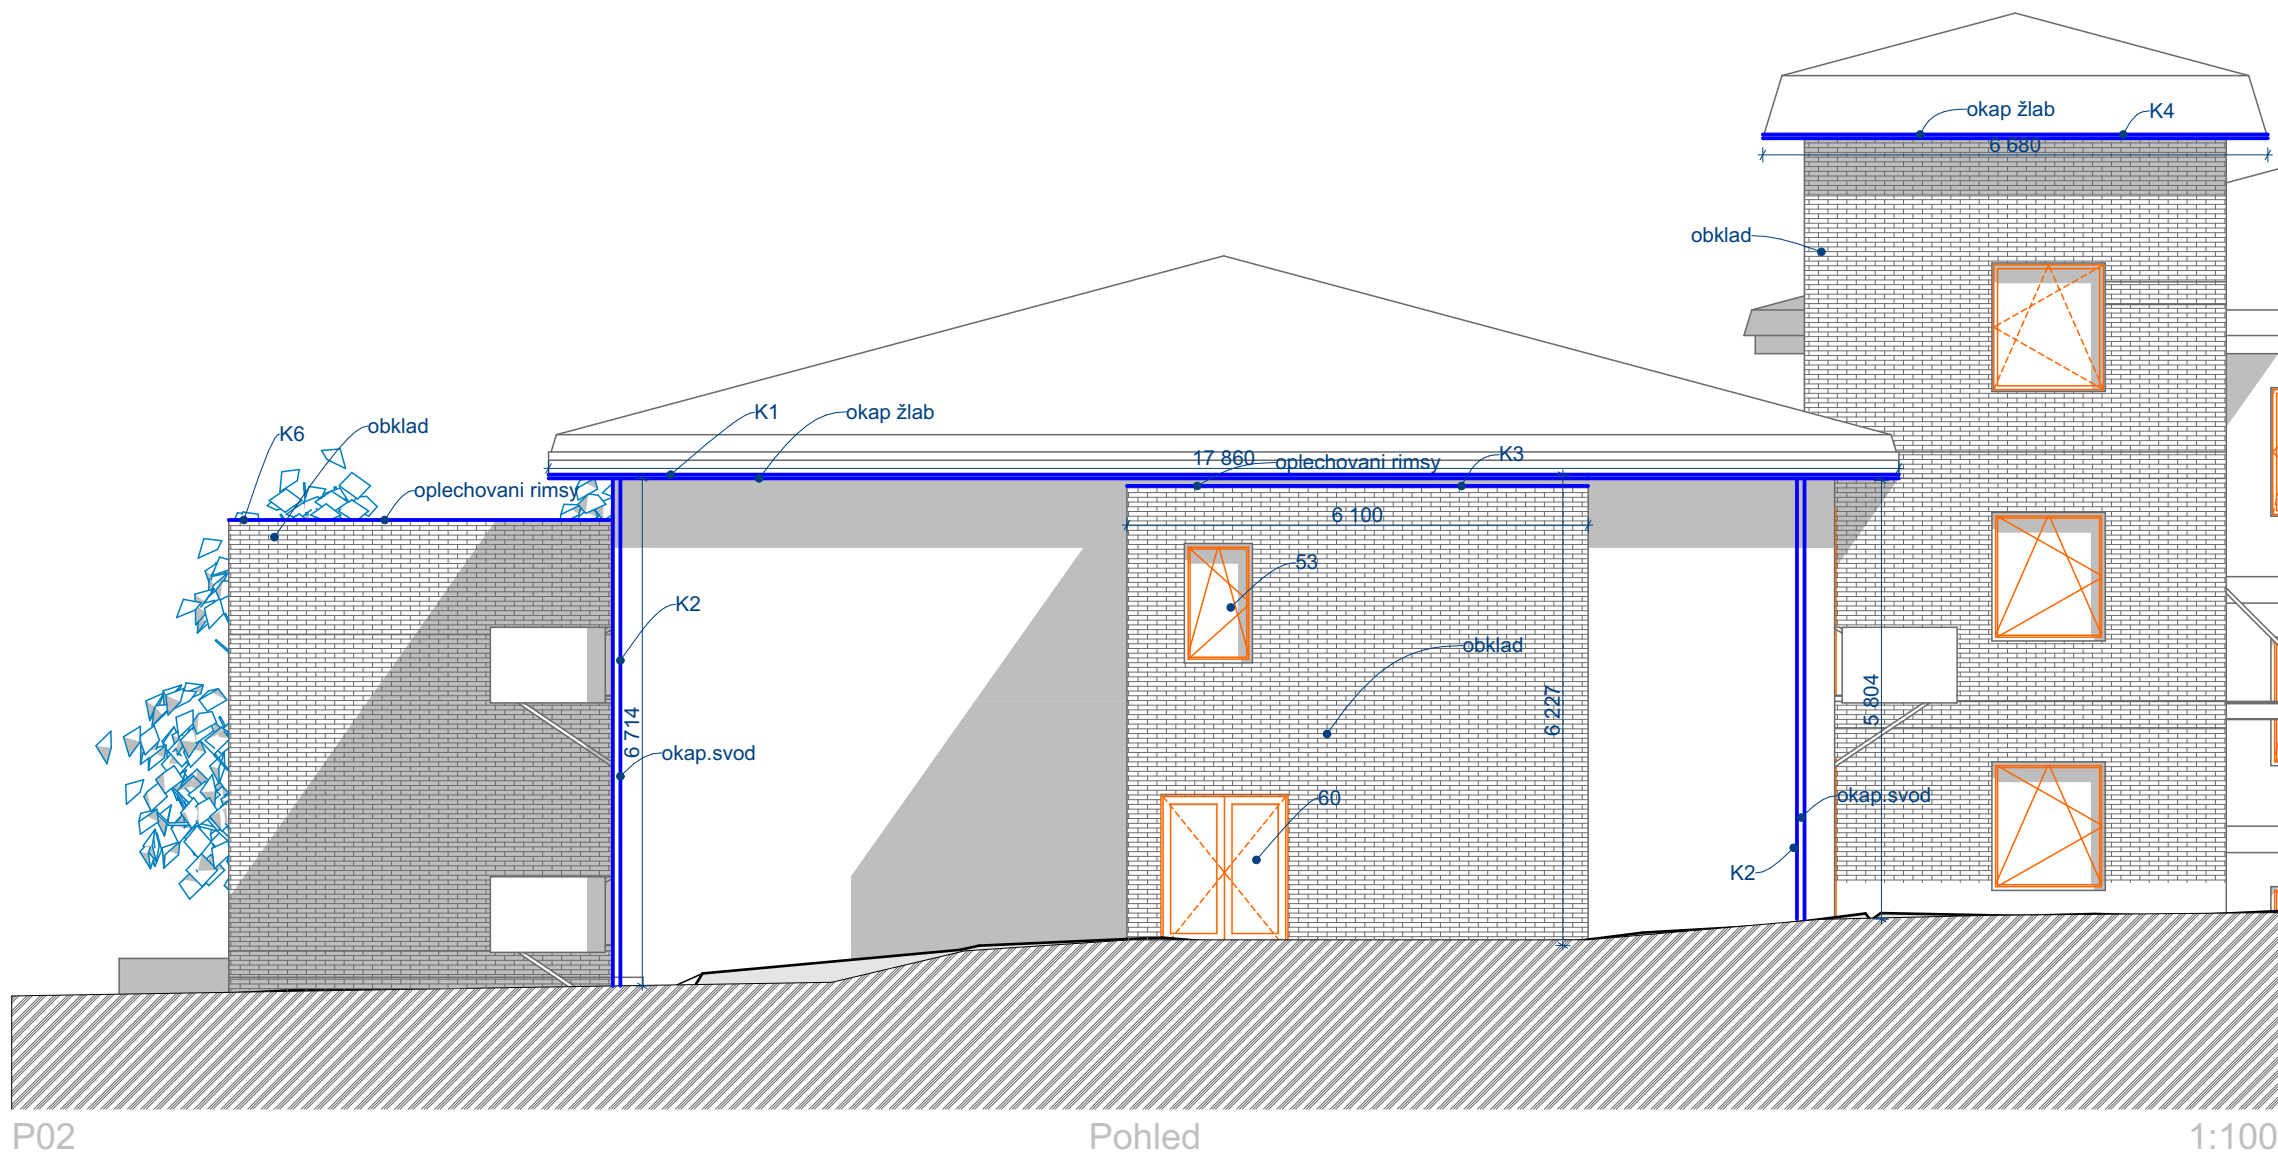 okap žlab
K4
6 680
obklad
K1
okap žlab
K6
obklad
17 860
oplechovani rimsy
K3
oplechovani rimsy
6 100
53
K2
obklad
6 714
6 227
5 804
okap.svod
60
okap.svod
K2
P02
Pohled
1:100